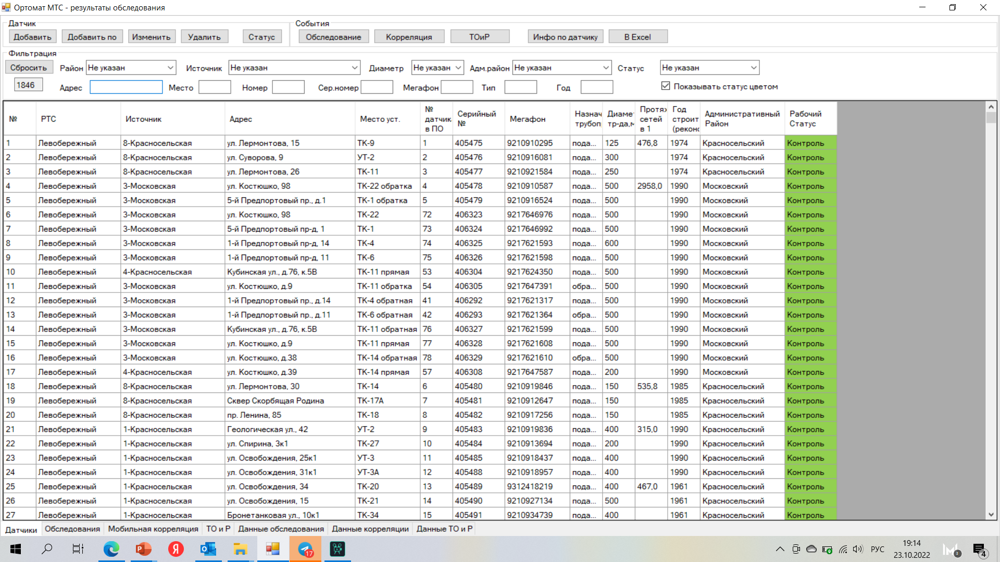 Ортомат МТС - результаты обследования
Датчик
События
Добавить Добавить по Изменить Удалить Статус Обследование Корреляция ТОиР Инфо по датчику В Excel
Фильтрация
Сбросить Район Не указан Источник Не указан Диаметр Не указан Адм.район Не указан Статус Не указан
1846 Адрес Место Номер Сер.номер Мегафон Тип Год Показывать статус цветом
№ РТС Источник Адрес Место уст. № датчик в ПО Серийный № Мегафон Назнач трубопр Диаме тр-да,м Протяж сетей в 1 Год строит (реконс Административный Район Рабочий Статус
1 Левобережный 8-Красносельская ул. Лермонтова, 15 ТК-9 1 405475 9210910295 пода... 125 476,8 1974 Красносельский Контроль
2 Левобережный 8-Красносельская ул. Суворова, 9 УТ-2 2 405476 9210916081 пода... 300 1974 Красносельский Контроль
3 Левобережный 8-Красносельская ул. Лермонтова, 26 ТК-11 3 405477 9210921584 пода... 250 1974 Красносельский Контроль
4 Левобережный 3-Московская ул. Костюшко, 98 ТК-22 обратка 4 405478 9210910587 пода... 500 2958,0 1990 Московский Контроль
5 Левобережный 3-Московская 5-й Предпортовый пр., д.1 ТК-1 обратка 5 405479 9210916524 пода... 500 1990 Московский Контроль
6 Левобережный 3-Московская ул. Костюшко, 98 ТК-22 72 406323 9217646976 пода... 500 1990 Московский Контроль
7 Левобережный 3-Московская 5-й Предпортовый пр-д, 1 ТК-1 73 406324 9217646992 пода... 500 1990 Московский Контроль
8 Левобережный 3-Московская 1-й Предпортовый пр-д, 14 ТК-4 74 406325 9217621593 пода... 600 1990 Московский Контроль
9 Левобережный 3-Московская 1-й Предпортовый пр-д, 11 ТК-6 75 406326 9217621598 пода... 500 1990 Московский Контроль
10 Левобережный 4-Красносельская Кубинская ул., д.76, к.5В ТК-11 прямая 53 406304 9217624350 пода... 500 1990 Московский Контроль
11 Левобережный 3-Московская ул. Костюшко, д.9 ТК-11 обратка 54 406305 9217647391 обра... 500 1990 Московский Контроль
12 Левобережный 3-Московская 1-й Предпортовый пр., д.14 ТК-4 обратная 41 406292 9217621317 пода... 500 1990 Московский Контроль
13 Левобережный 3-Московская 1-й Предпортовый пр., д.11 ТК-6 обратная 42 406293 9217621364 обра... 500 1990 Московский Контроль
14 Левобережный 3-Московская Кубинская ул., д.76, к.5В ТК-11 обратная 76 406327 9217621599 пода... 500 1990 Московский Контроль
15 Левобережный 3-Московская ул. Костюшко, д.9 ТК-11 прямая 77 406328 9217621608 пода... 500 1990 Московский Контроль
16 Левобережный 3-Московская ул. Костюшко, д.38 ТК-14 обратная 78 406329 9217621610 обра... 500 1990 Московский Контроль
17 Левобережный 4-Красносельская ул. Костюшко, д.39 ТК-14 прямая 57 406308 9217647587 пода... 200 1990 Московский Контроль
18 Левобережный 8-Красносельская ул. Лермонтова, 30 ТК-14 6 405480 9210919846 пода... 150 535,8 1985 Красносельский Контроль
19 Левобережный 8-Красносельская Сквер Скорбящая Родина ТК-17А 7 405481 9210912647 пода... 150 1985 Красносельский Контроль
20 Левобережный 8-Красносельская пр. Ленина, 85 ТК-18 8 405482 9210917256 пода... 150 1985 Красносельский Контроль
21 Левобережный 1-Красносельская Геологическая ул., 42 УТ-2 9 405483 9210919836 пода... 400 315,0 1990 Красносельский Контроль
22 Левобережный 1-Красносельская ул. Спирина, 3к1 ТК-27 10 405484 9210913694 пода... 200 1990 Красносельский Контроль
23 Левобережный 1-Красносельская ул. Освобождения, 25к1 УТ-3 11 405485 9210918437 пода... 400 1990 Красносельский Контроль
24 Левобережный 1-Красносельская ул. Освобождения, 31к1 УТ-3А 12 405488 9210918957 пода... 400 1990 Красносельский Контроль
25 Левобережный 1-Красносельская ул. Освобождения, 34 ТК-20 13 405489 9312418219 пода... 400 467,0 1961 Красносельский Контроль
26 Левобережный 1-Красносельская ул. Освобождения, 15 ТК-21 14 405490 9210927134 пода... 500 1961 Красносельский Контроль
27 Левобережный 1-Красносельская Бронетанковая ул., 10к1 ТК-34 15 405491 9210934739 пода... 400 1961 Красносельский Контроль
Датчики Обследования Мобильная корреляция ТО и Р Данные обследования Данные корреляции Данные ТО и Р
Я 17 РУС 19:14 23.10.2022 3 4